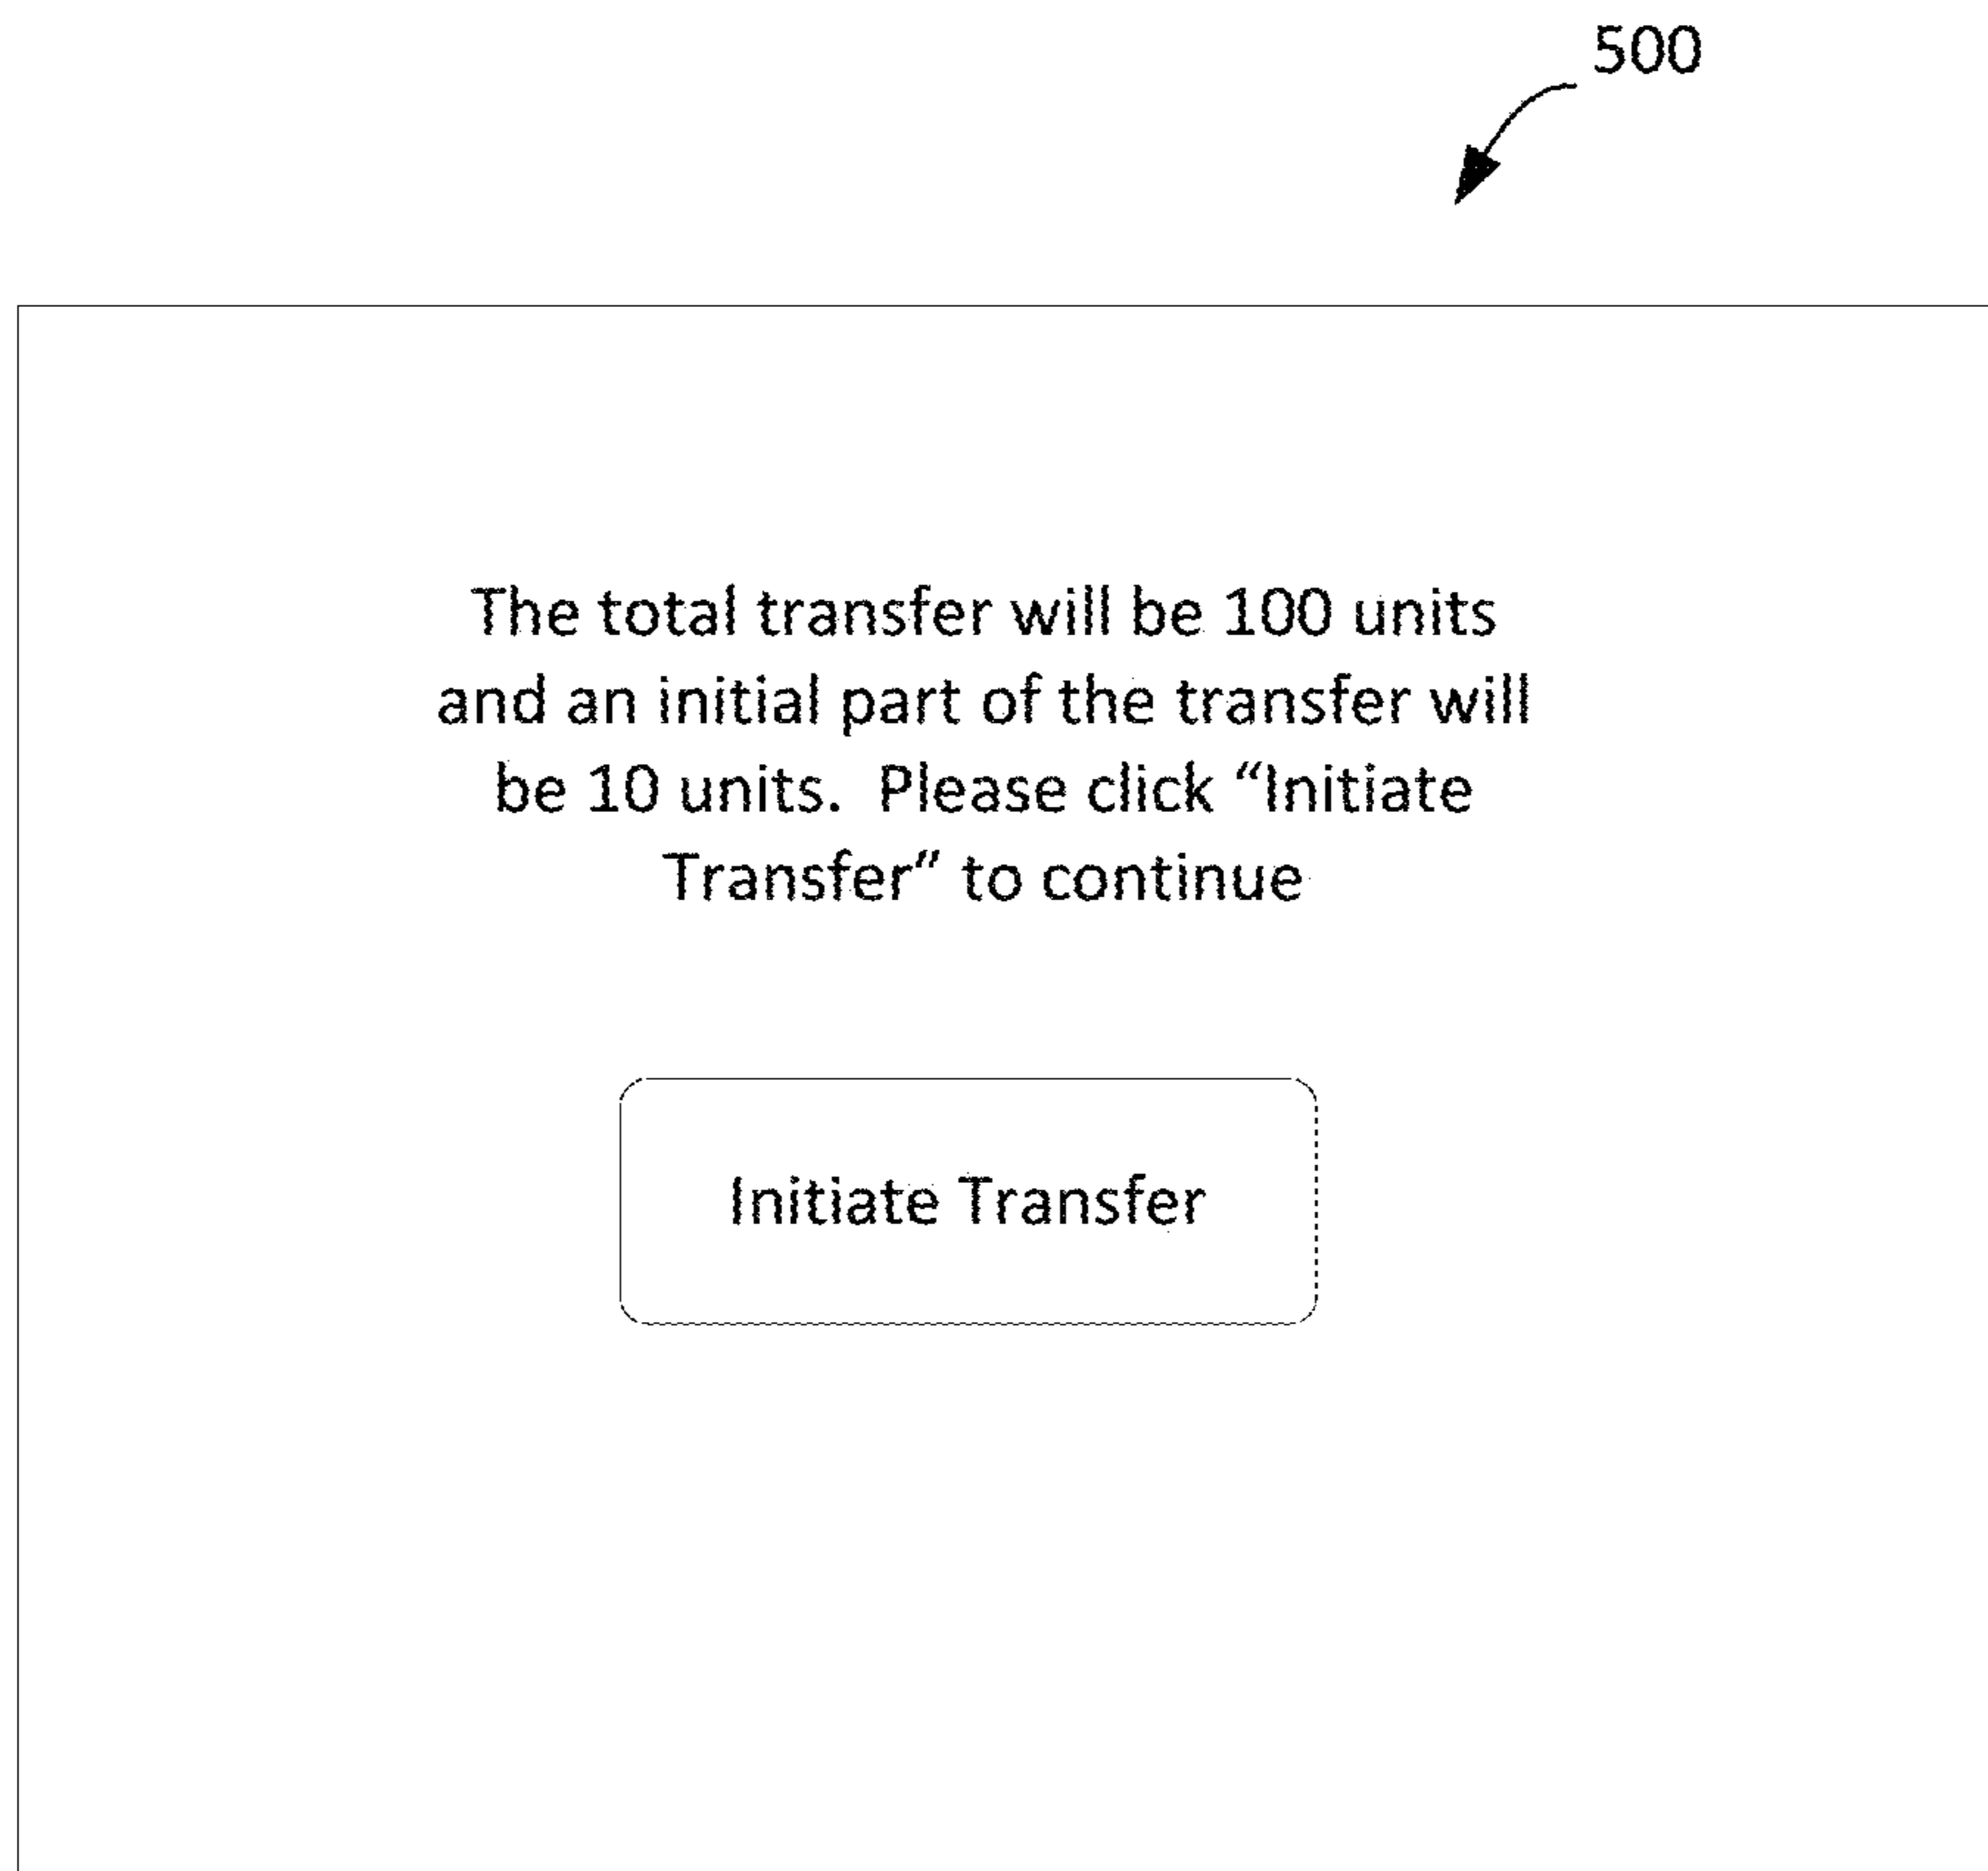 500
The total transfer will be 100 units
and an initial part of the transfer will
be 10 units.  Please click “Initiate
Transfer” to continue
Initiate Transfer